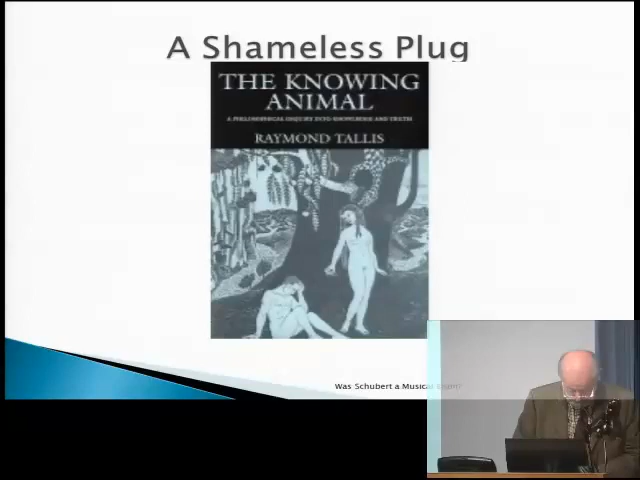 A Shameless Plug
THE KNOWING
ANIMAL
A PHILOSOPHICAL INQUIRY INTO KNOWLEDGE AND TRUTH
RAYMOND TALLIS
Was Schubert a Musical